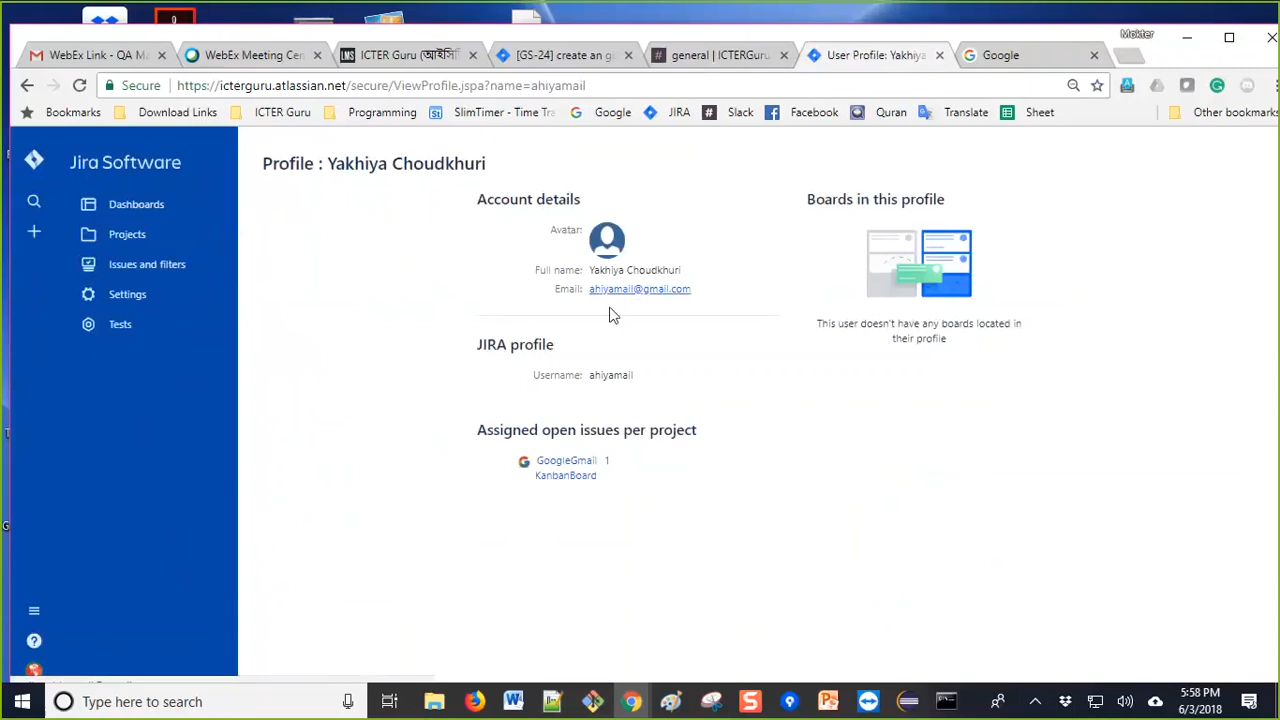 9
Mokter
WebEx Link - QA Ma
WebEx Meeting Cen
LMS
ICTER Guru (আইসিটি
[GS-24] create an g
general | ICTERGuru
User Profile: Yakhiya
Google
Secure
https://icterguru.atlassian.net/secure/ViewProfile.jspa?name=ahiyamail
Bookmarks
Download Links
ICTER Guru
Programming
St
SlimTimer - Time Tra
Google
JIRA
Slack
Facebook
Quran
Translate
Sheet
Other bookmarks
Jira Software
Dashboards
Projects
Issues and filters
Settings
Tests
Profile : Yakhiya Choudkhuri
Account details
Avatar:
Full name: Yakhiya Choudkhuri
Email: ahiyamail@gmail.com
JIRA profile
Username: ahiyamail
Assigned open issues per project
GoogleGmail 1
KanbanBoard
Boards in this profile
This user doesn't have any boards located in
their profile
Type here to search
5:58 PM
6/3/2018